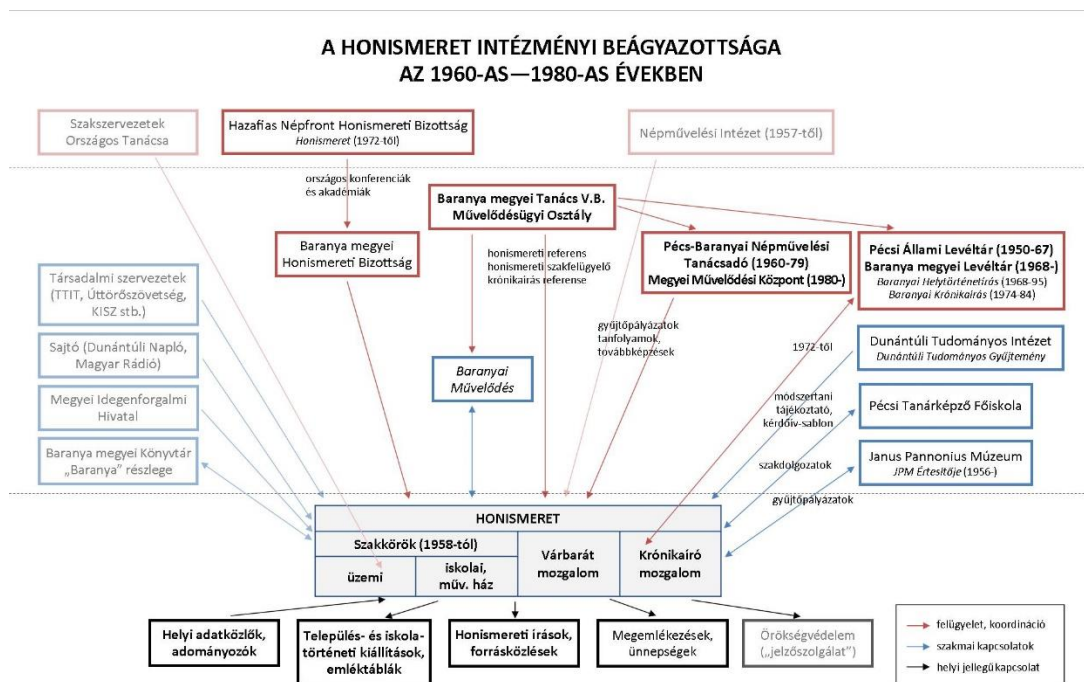 A HONISMERET INTÉZMÉNYI BEÁGYAZOTTSÁGA
AZ 1960-AS—1980-AS ÉVEKBEN
Szakszervezetek
Országos Tanácsa
Hazafias Népfront Honismereti Bizottság
Honismeret (1972-től)
Népművelési Intézet (1957-től)
országos konferenciák
és akadémiák
Baranya megyei Tanács V.B.
Művelődésügyi Osztály
Baranya megyei
Honismereti Bizottság
honismereti referens
honismereti szakfelügyelő
krónikaírás referense
Pécs-Baranyai Népművelési
Tanácsadó (1960-79)
Megyei Művelődési Központ (1980-)
Pécsi Állami Levéltár (1950-67)
Baranya megyei Levéltár (1968-)
Baranyai Helytörténetírás (1968-95)
Baranyai Krónikaírás (1974-84)
Társadalmi szervezetek
(TTIT, Úttörőszövetség,
KISZ stb.)
Sajtó (Dunántúli Napló,
Magyar Rádió)
Megyei Idegenforgalmi
Hivatal
Baranya megyei Könyvtár
„Baranya” részlege
Baranyai
Művelődés
gyűjtőpályázatok
tanfolyamok,
továbbképzések
1972-től
Dunántúli Tudományos Intézet
Dunántúli Tudományos Gyűjtemény
módszertani
tájékoztató,
kérdőív-sablon
Pécsi Tanárképző Főiskola
szakdolgozatok
Janus Pannonius Múzeum
JPM Értesítője (1956-)
gyűjtőpályázatok
HONISMERET
Szakkörök (1958-tól)
üzemi
iskolai,
műv. ház
Várbarát
mozgalom
Krónikaíró
mozgalom
Helyi adatközlők,
adományozók
Település- és iskola-
történeti kiállítások,
emléktáblák
Honismereti írások,
forrásközlések
Megemlékezések,
ünnepségek
Örökségvédelem
(„jelzőszolgálat”)
felügyelet, koordináció
szakmai kapcsolatok
helyi jellegű kapcsolat